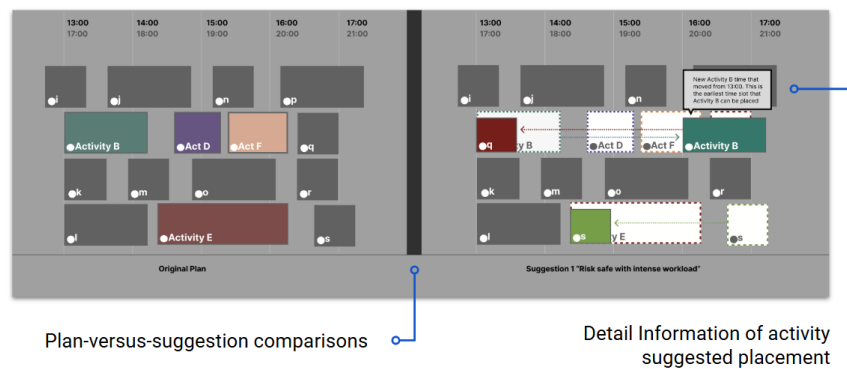 13:00 14:00 15:00 16:00 17:00
17:00 18:00 19:00 20:00 21:00
i j n p
Activity B Act D Act F q
k m o r
l Activity E s
Original Plan
13:00 14:00 15:00 16:00 17:00
17:00 18:00 19:00 20:00 21:00
New Activity B time that
moved from 13:00. This is
the earliest time slot that
Activity B can be placed
i j n
q y B Act D Act F Activity B
k m o r
l s y E s
Suggestion 1 "Risk safe with intense workload"
Plan-versus-suggestion comparisons
Detail Information of activity
suggested placement